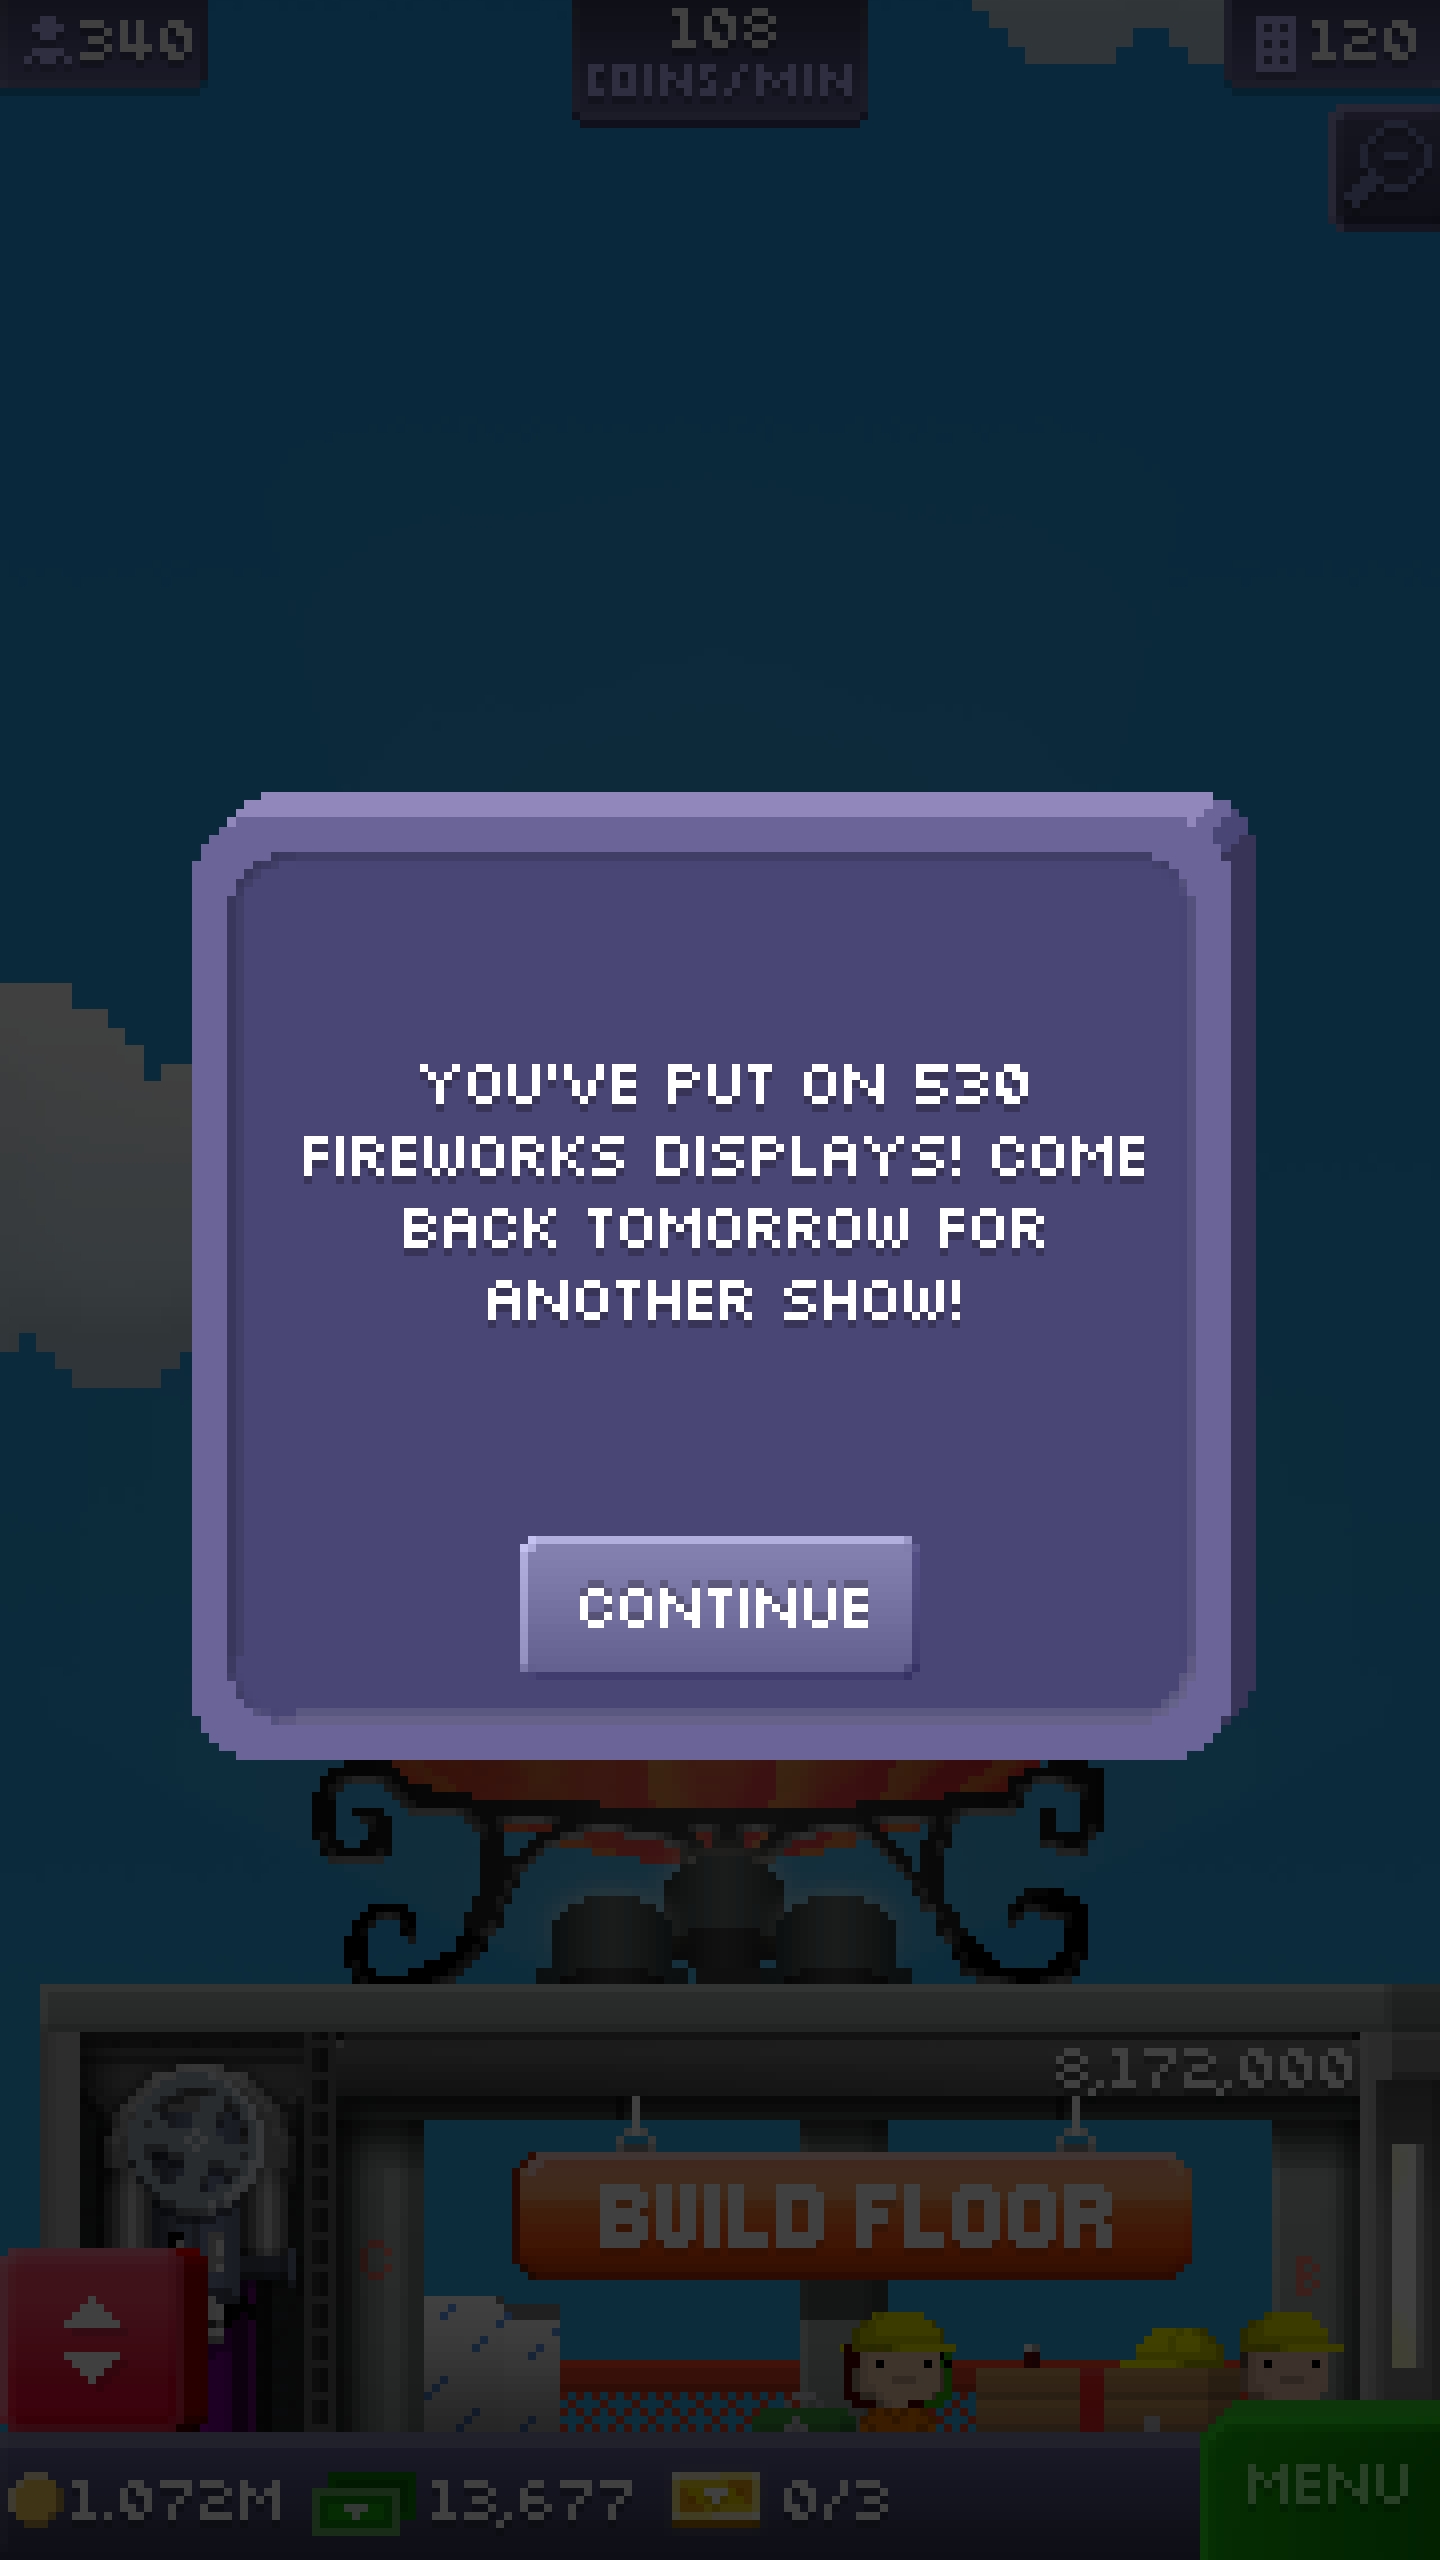 340
108
COINS/MIN
120
YOU'VE PUT ON 530
FIREWORKS DISPLAYS! COME
BACK TOMORROW FOR
ANOTHER SHOW!
CONTINUE
8,172,000
BUILD FLOOR
C
B
1.072M
13,677
0/3
MENU